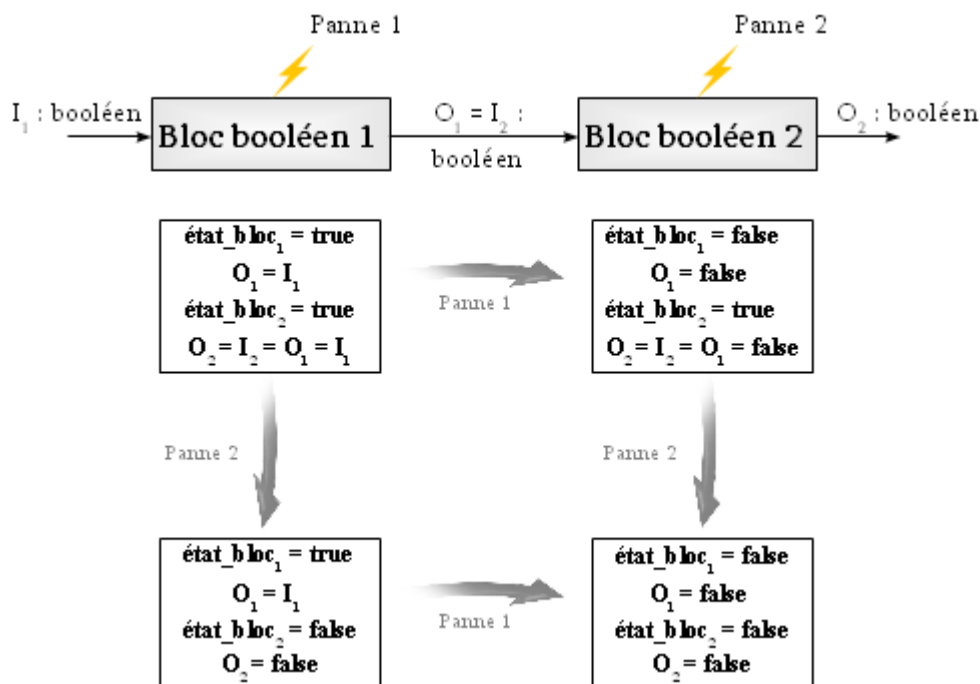 Panne 1
Panne 2
I₁ : booléen
O₁ = I₂ :
O₂ : booléen
Bloc booléen 1
booléen
Bloc booléen 2
état_bloc₁ = true
O₁ = I₁
état_bloc₂ = true
O₂ = I₂ = O₁ = I₁
Panne 1
état_bloc₁ = false
O₁ = false
état_bloc₂ = true
O₂ = I₂ = O₁ = false
Panne 2
Panne 2
état_bloc₁ = true
O₁ = I₁
état_bloc₂ = false
O₂ = false
Panne 1
état_bloc₁ = false
O₁ = false
état_bloc₂ = false
O₂ = false